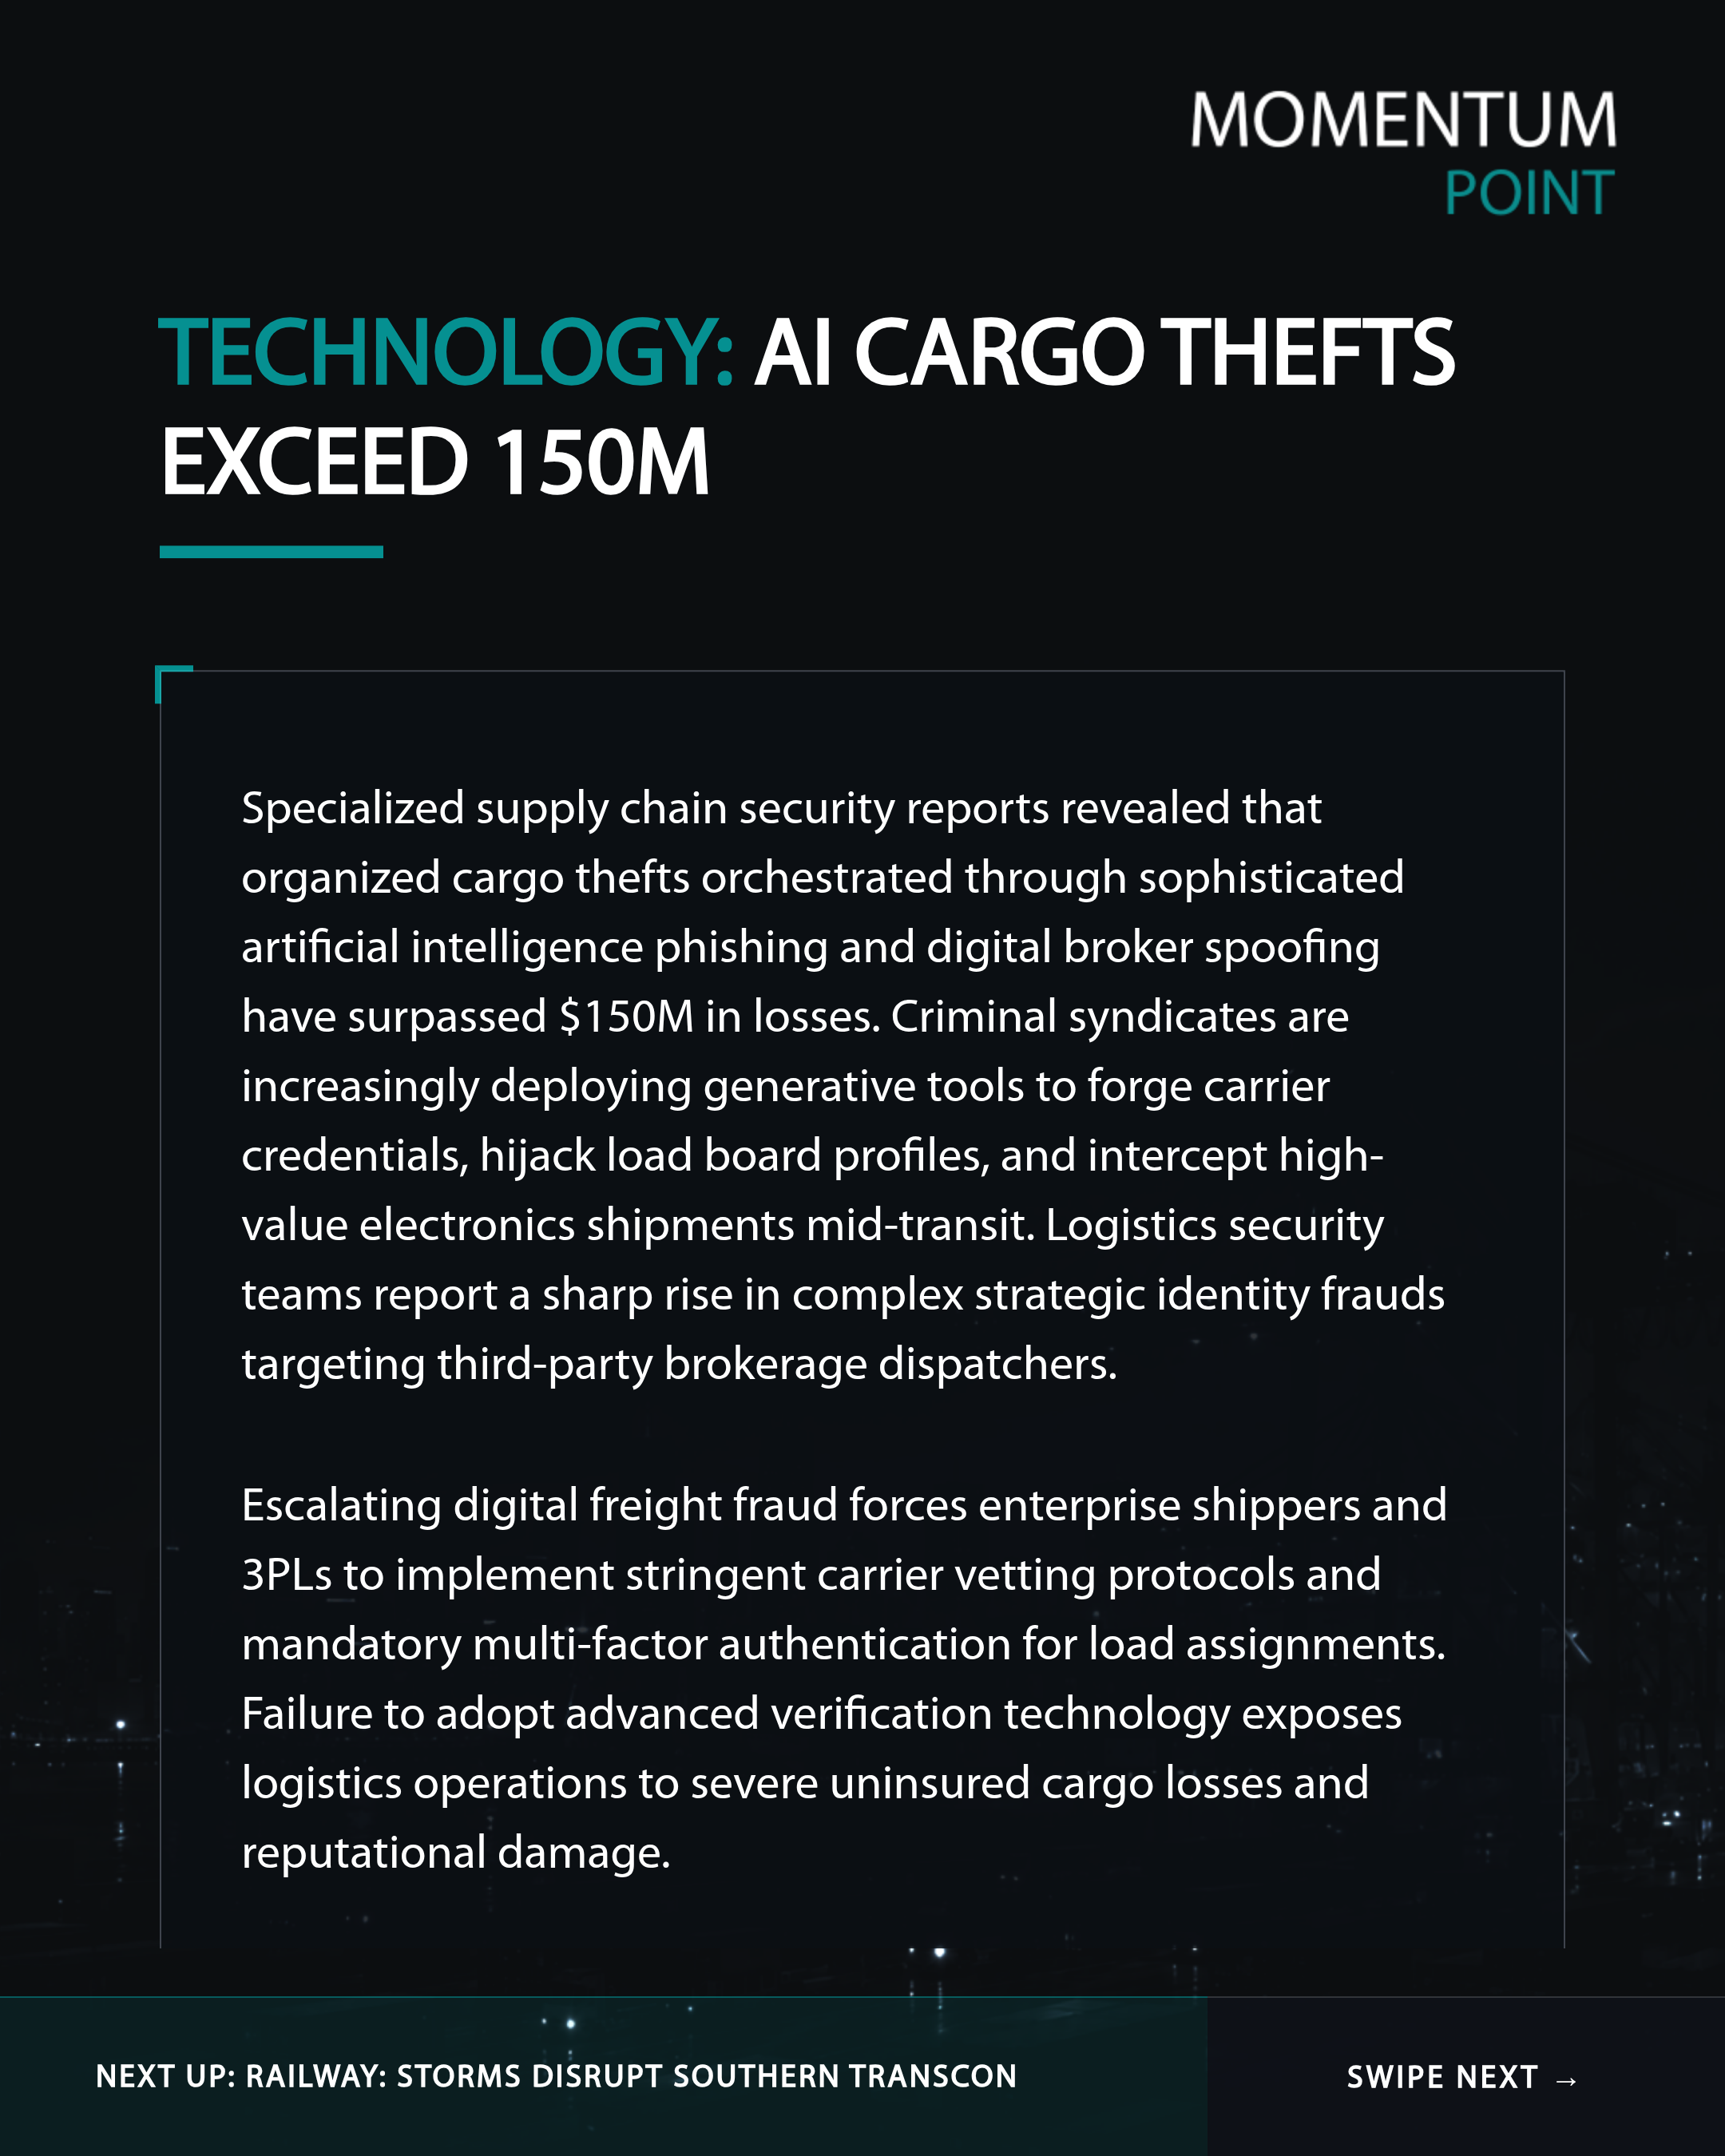 MOMENTUM
POINT
TECHNOLOGY: AI CARGO THEFTS
EXCEED 150M
Specialized supply chain security reports revealed that
organized cargo thefts orchestrated through sophisticated
artificial intelligence phishing and digital broker spoofing
have surpassed $150M in losses. Criminal syndicates are
increasingly deploying generative tools to forge carrier
credentials, hijack load board profiles, and intercept high-
value electronics shipments mid-transit. Logistics security
teams report a sharp rise in complex strategic identity frauds
targeting third-party brokerage dispatchers.
Escalating digital freight fraud forces enterprise shippers and
3PLs to implement stringent carrier vetting protocols and
mandatory multi-factor authentication for load assignments.
Failure to adopt advanced verification technology exposes
logistics operations to severe uninsured cargo losses and
reputational damage.
NEXT UP: RAILWAY: STORMS DISRUPT SOUTHERN TRANSCON
SWIPE NEXT →